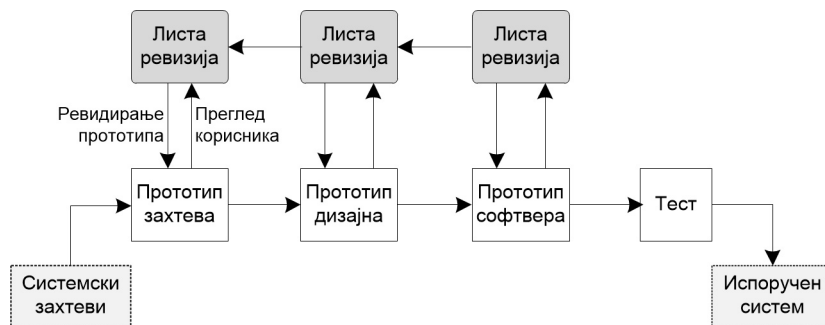 Листа
ревизија
Листа
ревизија
Листа
ревизија
Ревидирање
прототипа
Преглед
корисника
Прототип
захтева
Прототип
дизајна
Прототип
софтвера
Тест
Системски
захтеви
Испоручен
систем